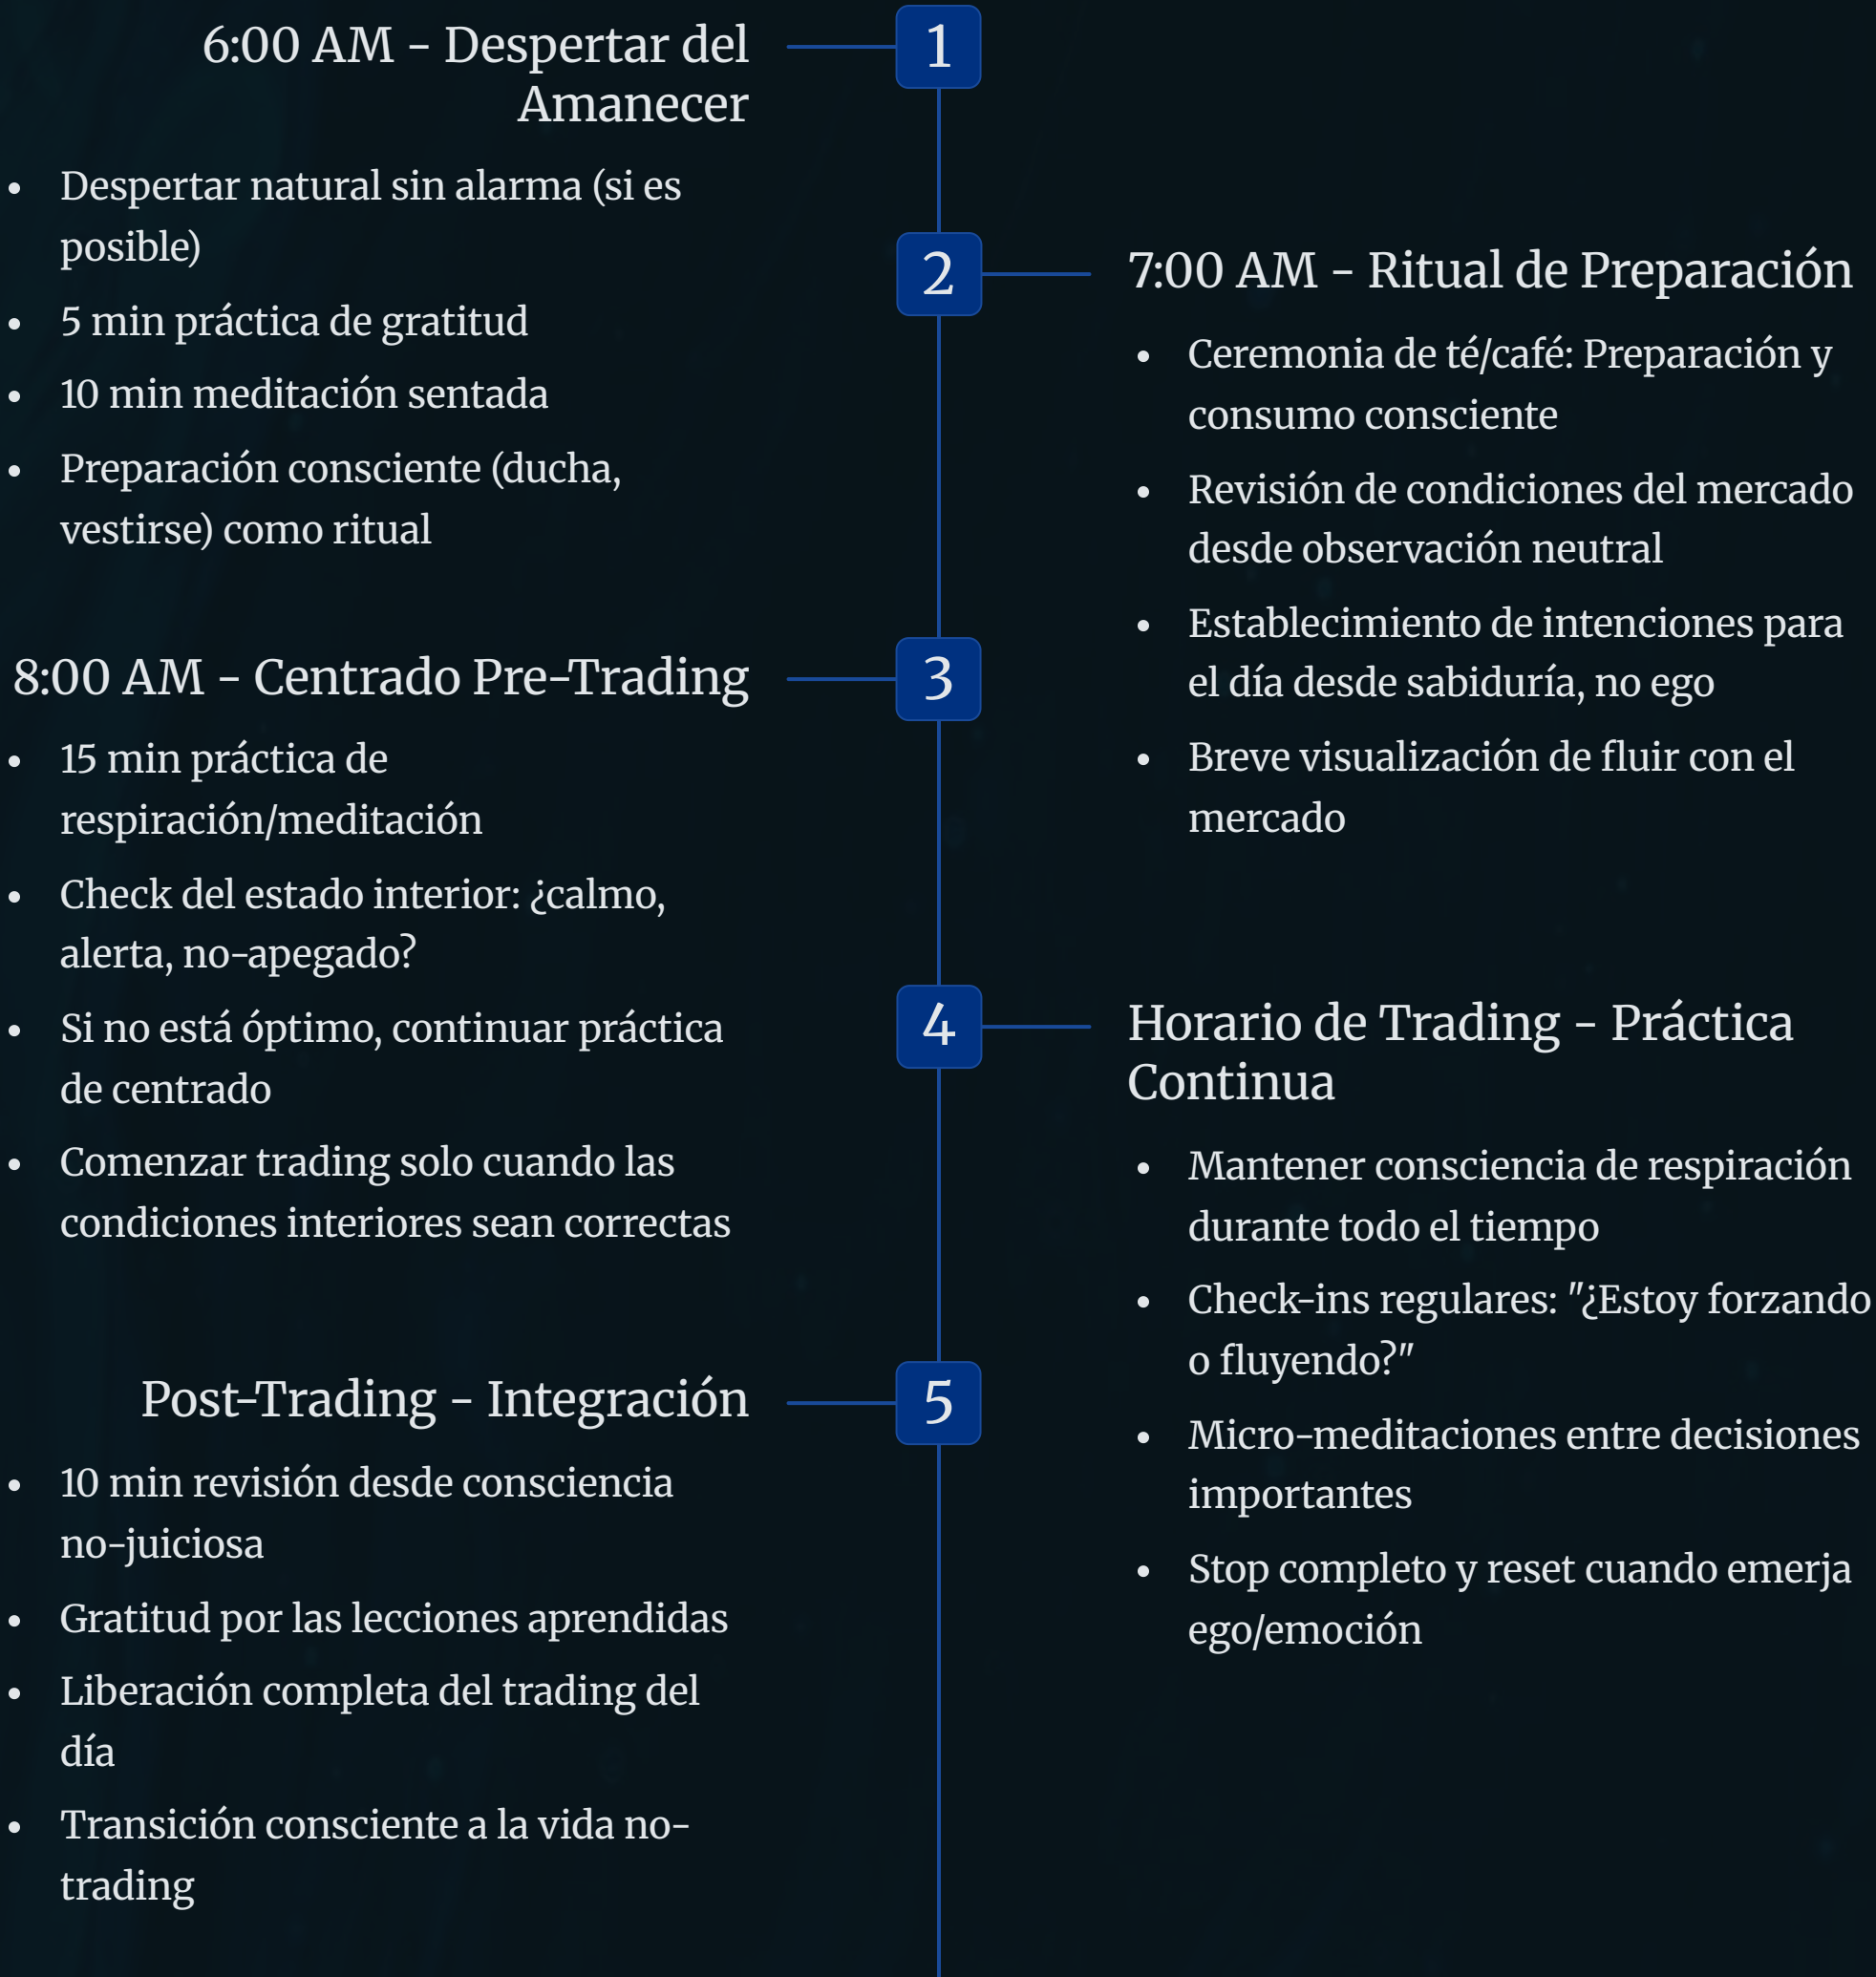 6:00 AM - Despertar del
Amanecer
1
• Despertar natural sin alarma (si es
posible)
• 5 min práctica de gratitud
• 10 min meditación sentada
• Preparación consciente (ducha,
vestirse) como ritual
2
7:00 AM - Ritual de Preparación
• Ceremonia de té/café: Preparación y
consumo consciente
• Revisión de condiciones del mercado
desde observación neutral
• Establecimiento de intenciones para
el día desde sabiduría, no ego
• Breve visualización de fluir con el
mercado
8:00 AM - Centrado Pre-Trading
3
• 15 min práctica de
respiración/meditación
• Check del estado interior: ¿calmo,
alerta, no-apegado?
• Si no está óptimo, continuar práctica
de centrado
• Comenzar trading solo cuando las
condiciones interiores sean correctas
4
Horario de Trading - Práctica
Continua
• Mantener consciencia de respiración
durante todo el tiempo
• Check-ins regulares: "¿Estoy forzando
o fluyendo?"
• Micro-meditaciones entre decisiones
importantes
• Stop completo y reset cuando emerja
ego/emoción
Post-Trading - Integración
5
• 10 min revisión desde consciencia
no-juiciosa
• Gratitud por las lecciones aprendidas
• Liberación completa del trading del
día
• Transición consciente a la vida no-
trading